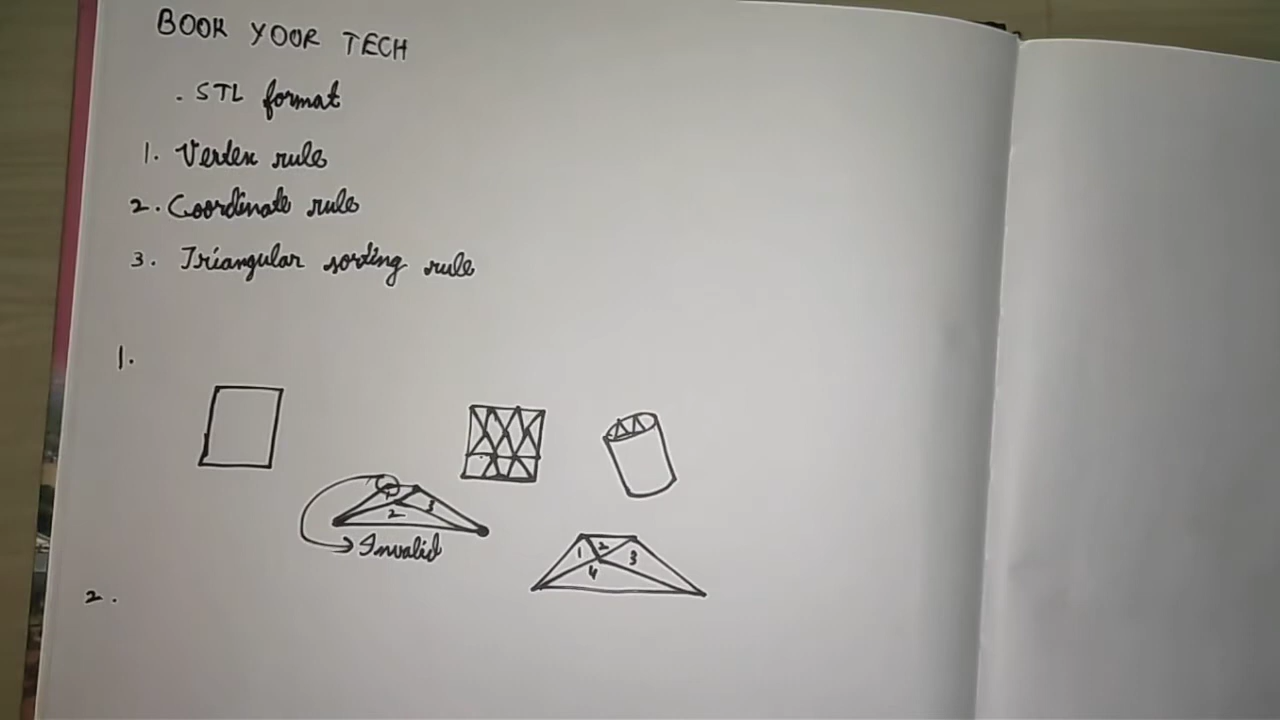 BOOK YOUR TECH
. STL format
1. Vertex rule
2. Coordinate rule
3. Triangular sorting rule
1.
1 2 3
Invalid
1 2 3 4
2.